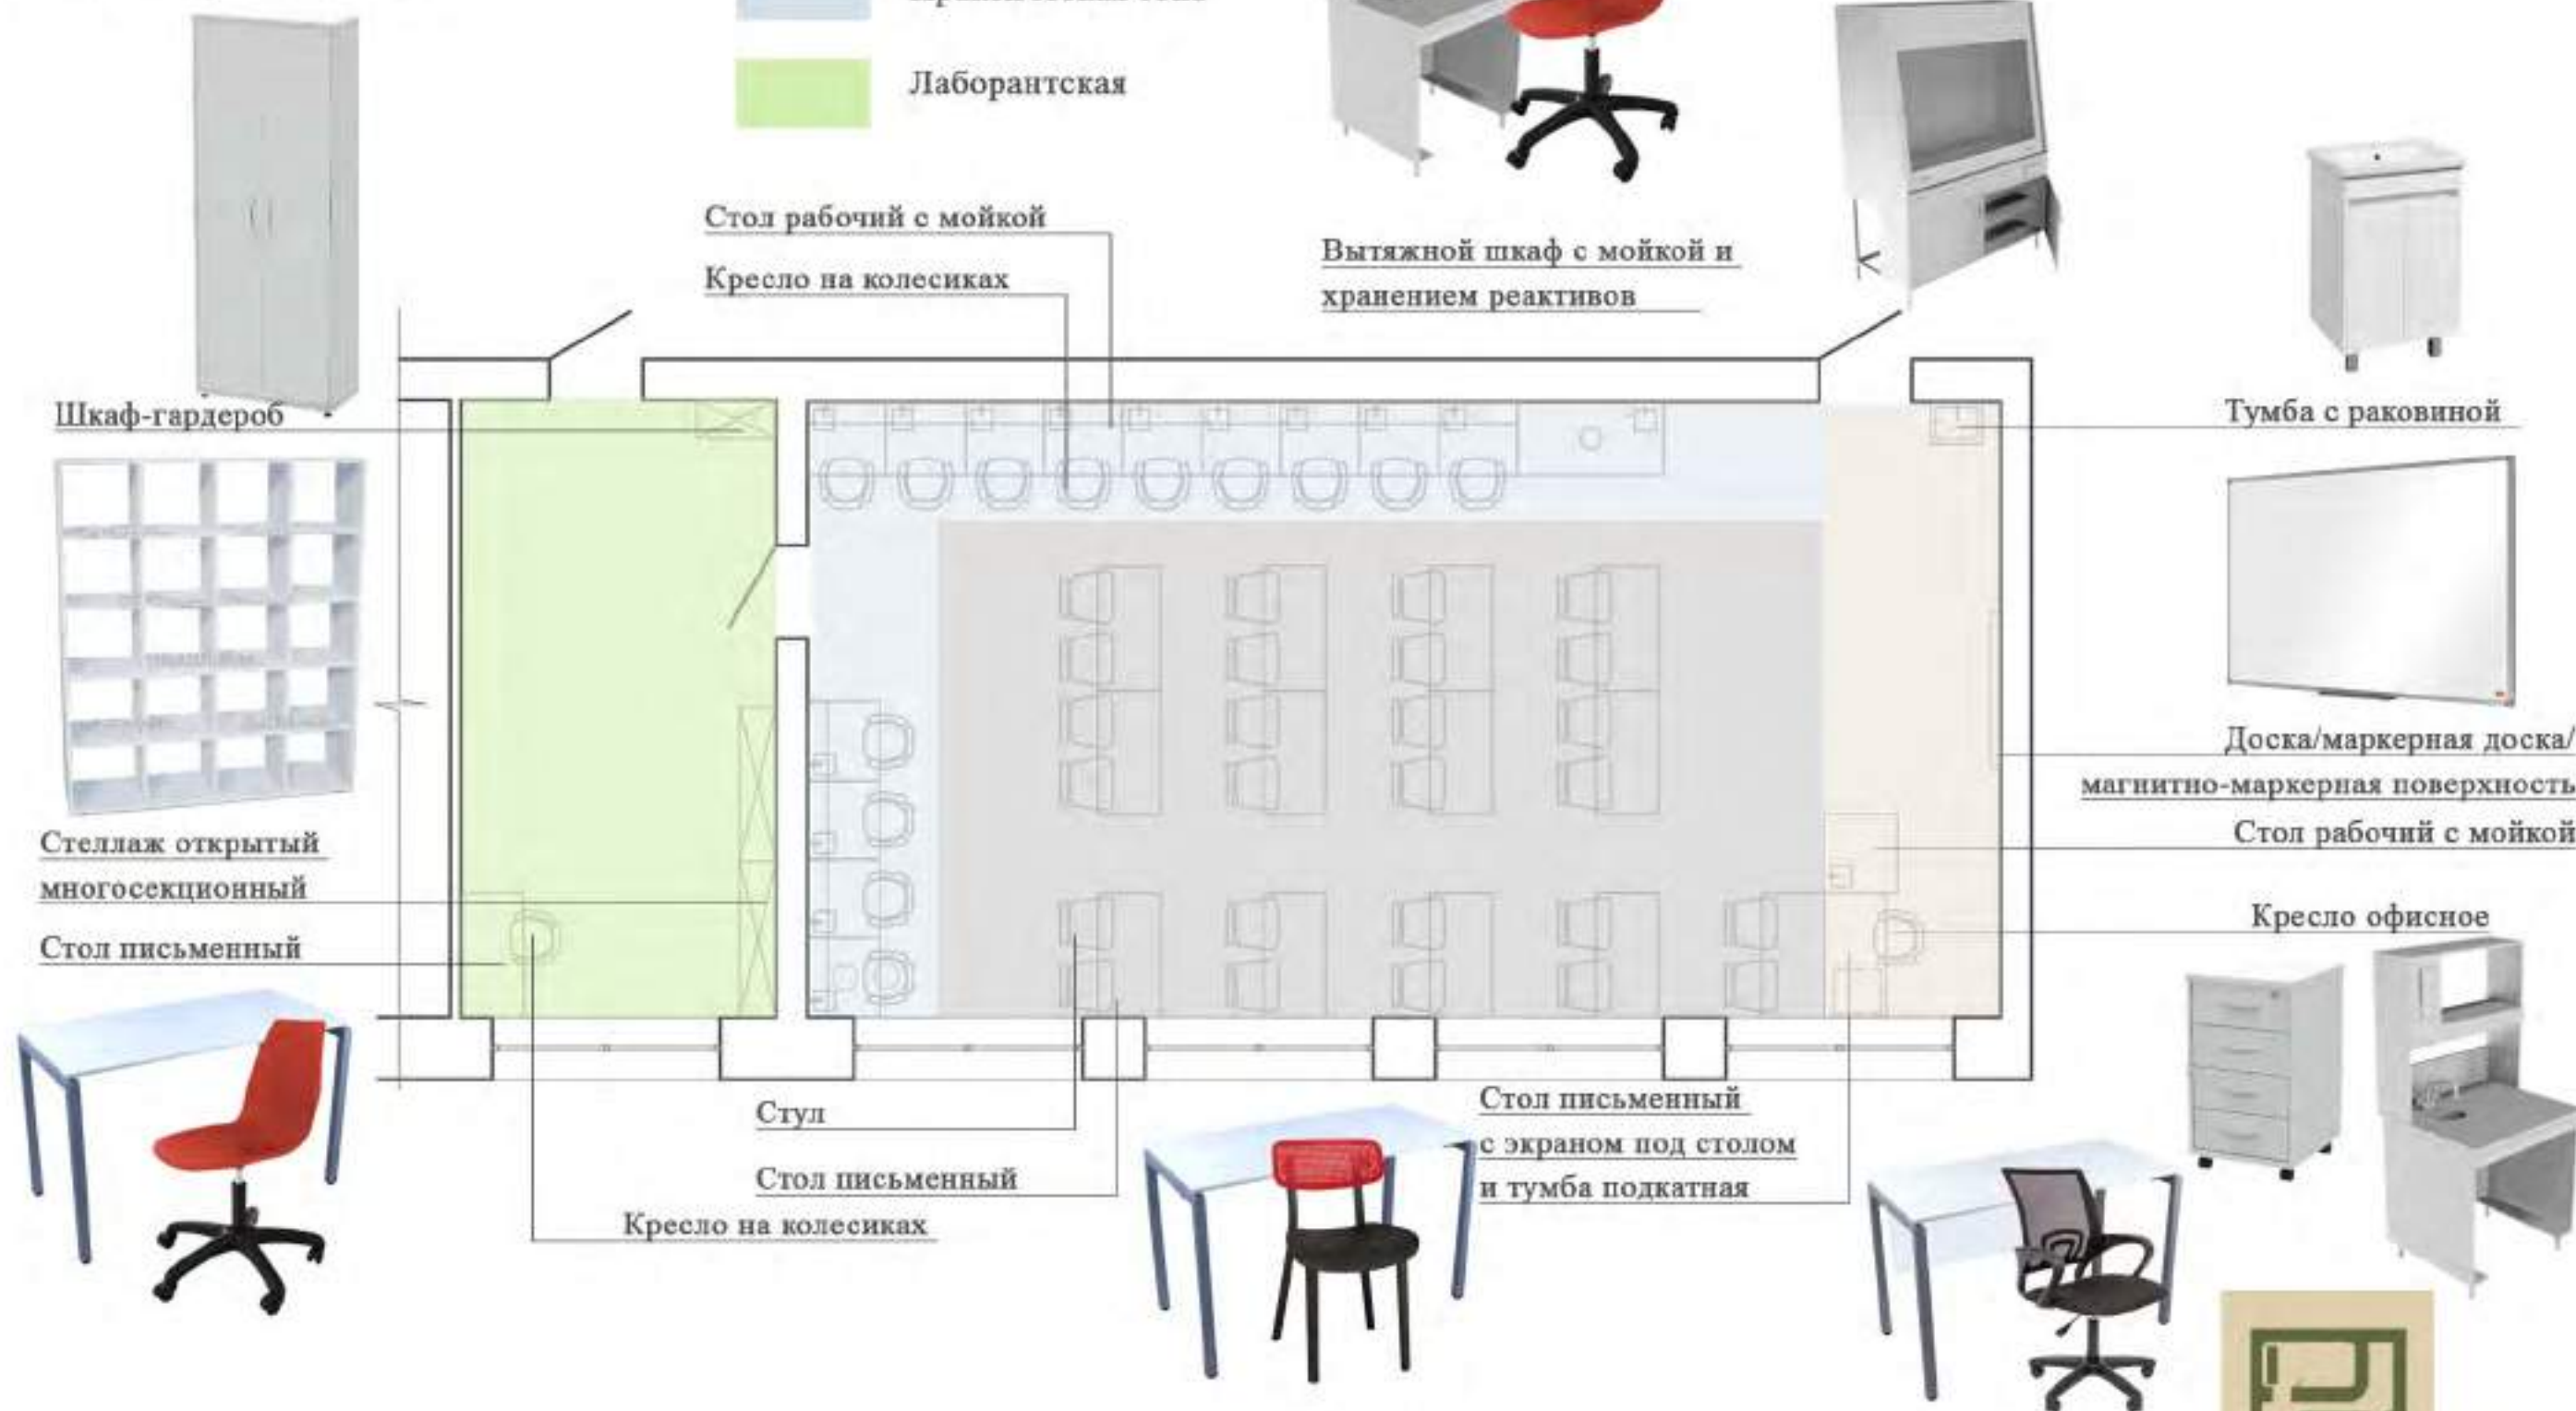 Лаборантская
Стол рабочий с мойкой
Кресло на колесиках
Вытяжной шкаф с мойкой и
хранением реактивов
Шкаф-гардероб
Тумба с раковиной
Доска/маркерная доска/
магнитно-маркерная поверхность
Стол рабочий с мойкой
Стеллаж открытый
многосекционный
Кресло офисное
Стол письменный
Стул
Стол письменный
Кресло на колесиках
Стол письменный
с экраном под столом
и тумба подкатная